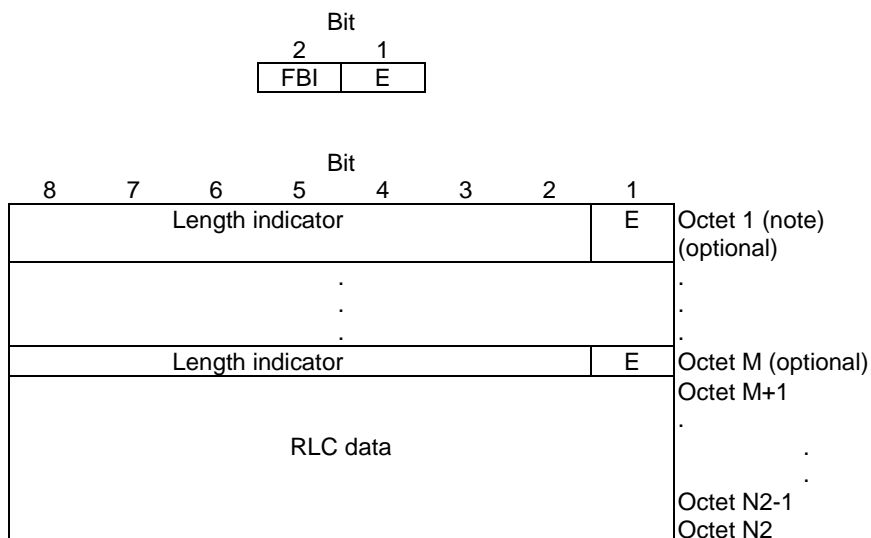 Bit
2 1
FBI E
Bit
8 7 6 5 4 3 2 1
Length indicator E Octet 1 (note)
(optional)
. .
. .
. .
Length indicator E Octet M (optional)
Octet M+1
.
RLC data .
.
Octet N2-1
Octet N2